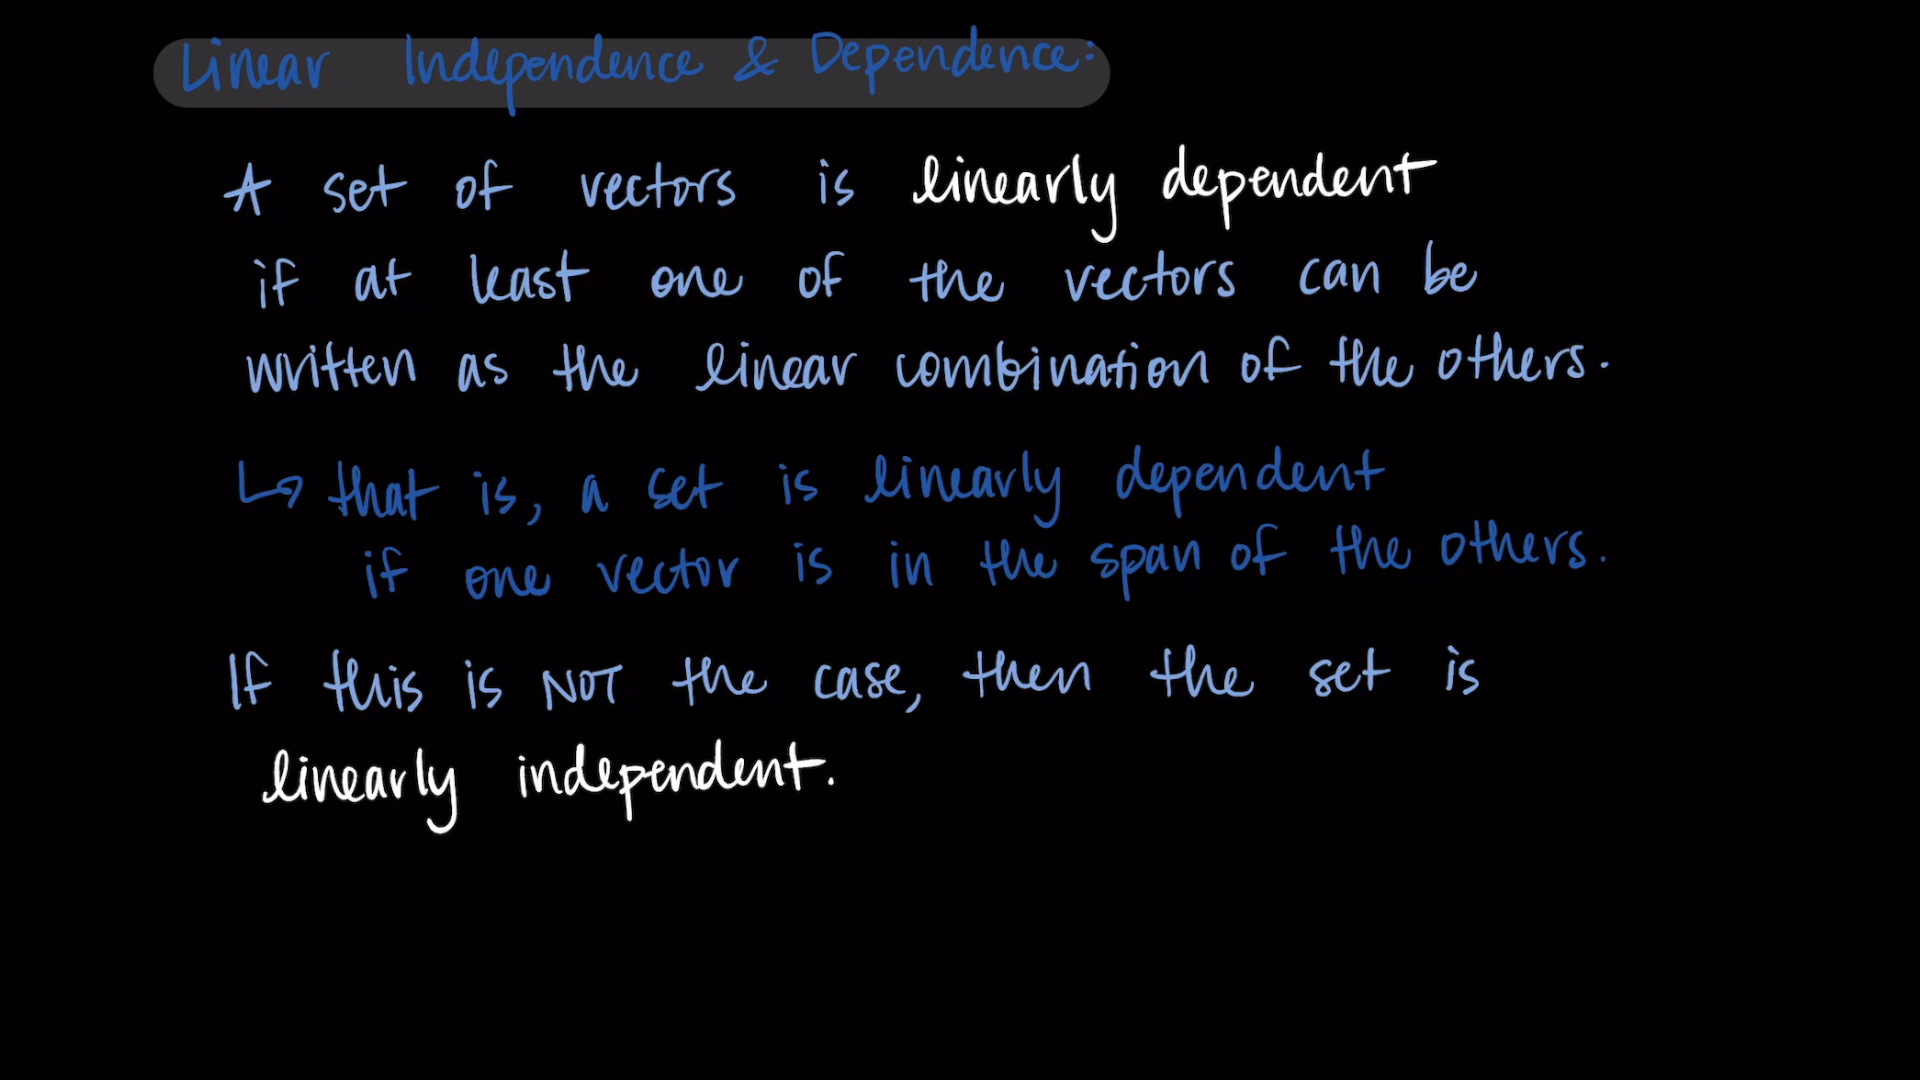 Linear Independence & Dependence:
A set of vectors is linearly dependent
if at least one of the vectors can be
written as the linear combination of the others.
↳ that is, a set is linearly dependent
if one vector is in the span of the others.
If this is NOT the case, then the set is
linearly independent.